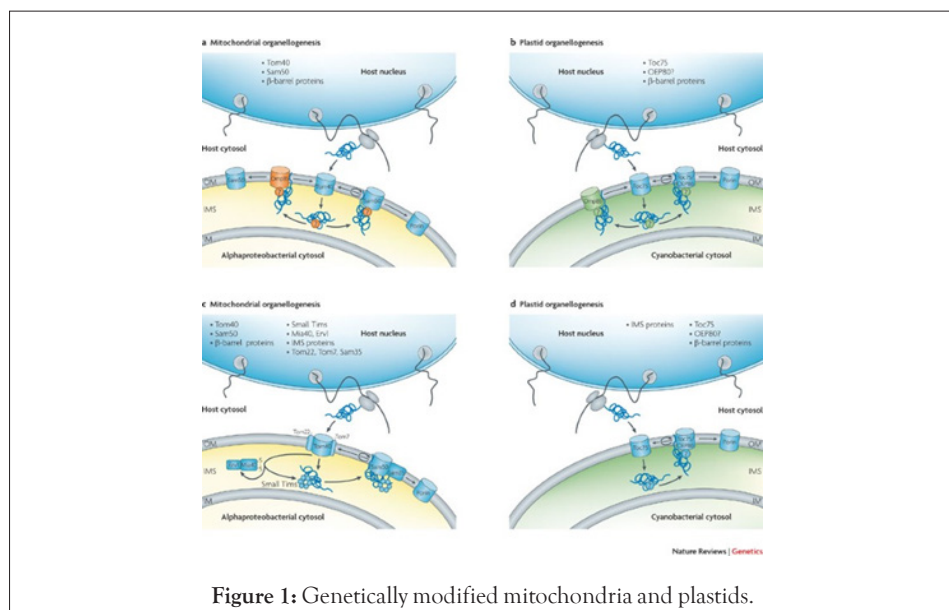 a Mitochondrial organellogenesis
• Tom40
• Sam50
• β-barrel proteins
Host nucleus
Host cytosol
OM
IMS
Alphaproteobacterial cytosol
b Plastid organellogenesis
Host nucleus
• Toc75
• OEP80?
• β-barrel proteins
Host cytosol
OM
IMS
Cyanobacterial cytosol
c Mitochondrial organellogenesis
• Tom40
• Sam50
• β-barrel proteins
• Small Tims
• Mia40, Erv1
• IMS proteins
• Tom22, Tom7, Sam35
Host nucleus
Host cytosol
Tom22
Tom7
OM
IMS
Small Tims
Alphaproteobacterial cytosol
d Plastid organellogenesis
Host nucleus
• IMS proteins
• Toc75
• OEP80?
• β-barrel proteins
Host cytosol
OM
IMS
Cyanobacterial cytosol
Nature Reviews | Genetics
Figure 1: Genetically modified mitochondria and plastids.